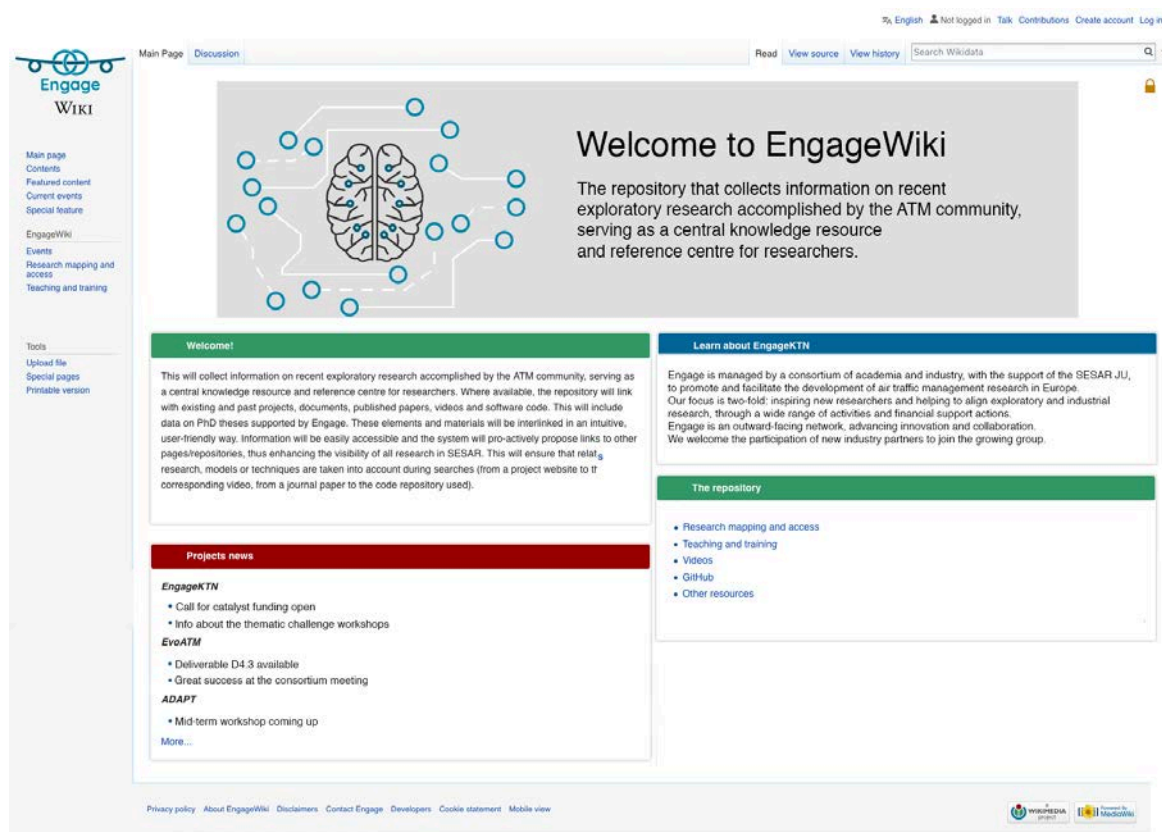 English Not logged in Talk Contributions Create account Log in
Engage
WIKI
Main Page Discussion
Read View source View history Search Wikidata
Main page
Contents
Featured content
Current events
Special feature
EngageWiki
Events
Research mapping and
access
Teaching and training
Tools
Upload file
Special pages
Printable version
Welcome to EngageWiki
The repository that collects information on recent
exploratory research accomplished by the ATM community,
serving as a central knowledge resource
and reference centre for researchers.
Welcome!
This will collect information on recent exploratory research accomplished by the ATM community, serving as
a central knowledge resource and reference centre for researchers. Where available, the repository will link
with existing and past projects, documents, published papers, videos and software code. This will include
data on PhD theses supported by Engage. These elements and materials will be interlinked in an intuitive,
user-friendly way. Information will be easily accessible and the system will pro-actively propose links to other
pages/repositories, thus enhancing the visibility of all research in SESAR. This will ensure that relat s
research, models or techniques are taken into account during searches (from a project website to th
corresponding video, from a journal paper to the code repository used).
Projects news
EngageKTN
• Call for catalyst funding open
• Info about the thematic challenge workshops
EvoATM
• Deliverable D4.3 available
• Great success at the consortium meeting
ADAPT
• Mid-term workshop coming up
More...
Learn about EngageKTN
Engage is managed by a consortium of academia and industry, with the support of the SESAR JU,
to promote and facilitate the development of air traffic management research in Europe.
Our focus is two-fold: inspiring new researchers and helping to align exploratory and industrial
research, through a wide range of activities and financial support actions.
Engage is an outward-facing network, advancing innovation and collaboration.
We welcome the participation of new industry partners to join the growing group.
The repository
• Research mapping and access
• Teaching and training
• Videos
• GitHub
• Other resources
Privacy policy About EngageWiki Disclaimers Contact Engage Developers Cookie statement Mobile view
A
WIKIMEDIA
project
Powered By
MediaWiki